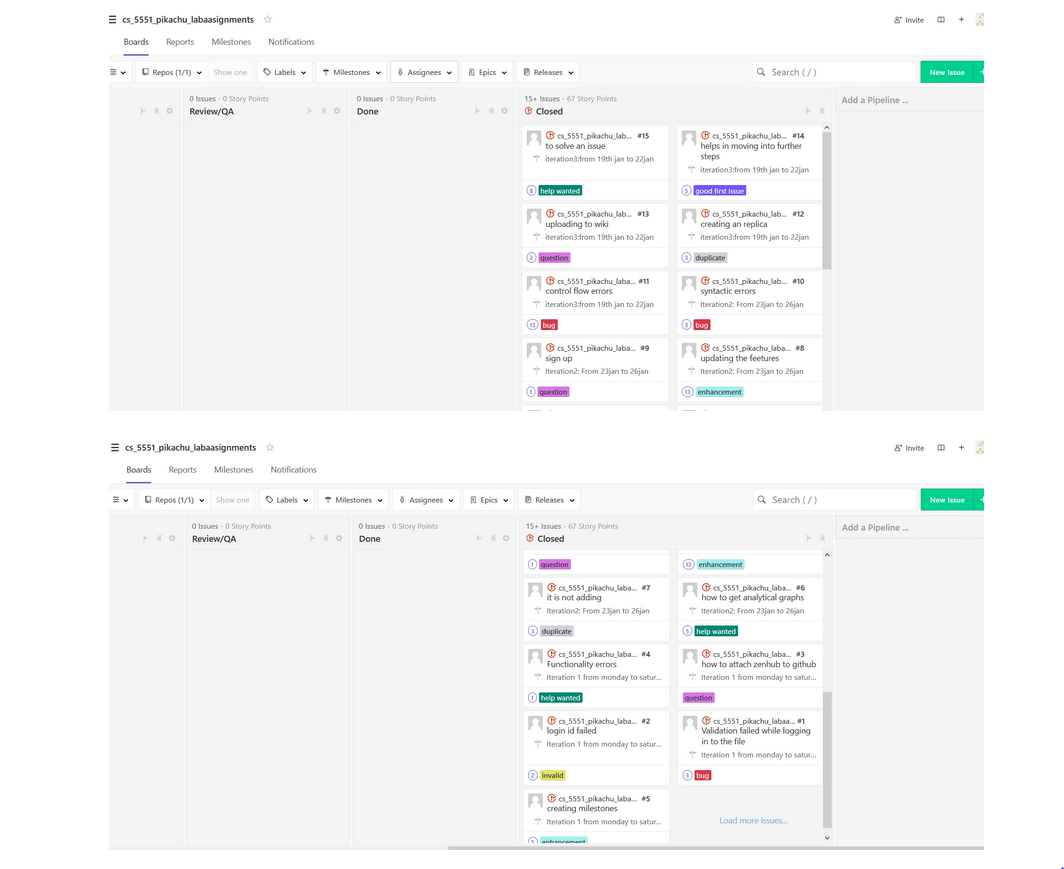 cs_5551_pikachu_labaasignments
Invite
Boards Reports Milestones Notifications
Repos (1/1) Show one Labels Milestones Assignees Epics Releases Search ( / ) New Issue
0 Issues - 0 Story Points
Review/QA
0 Issues - 0 Story Points
Done
15+ Issues - 67 Story Points
Closed
Add a Pipeline ...
cs_5551_pikachu_lab... #15
to solve an issue
iteration3:from 19th jan to 22jan
8 help wanted
cs_5551_pikachu_lab... #14
helps in moving into further
steps
iteration3:from 19th jan to 22jan
5 good first issue
cs_5551_pikachu_lab... #13
uploading to wiki
iteration3:from 19th jan to 22jan
2 question
cs_5551_pikachu_lab... #12
creating an replica
iteration3:from 19th jan to 22jan
3 duplicate
cs_5551_pikachu_laba... #11
control flow errors
iteration3:from 19th jan to 22jan
13 bug
cs_5551_pikachu_lab... #10
syntactic errors
Iteration2: From 23jan to 26jan
3 bug
cs_5551_pikachu_laba... #9
sign up
Iteration2: From 23jan to 26jan
1 question
cs_5551_pikachu_laba... #8
updating the feetures
Iteration2: From 23jan to 26jan
13 enhancement
cs_5551_pikachu_labaasignments
Invite
Boards Reports Milestones Notifications
Repos (1/1) Show one Labels Milestones Assignees Epics Releases Search ( / ) New Issue
0 Issues - 0 Story Points
Review/QA
0 Issues - 0 Story Points
Done
15+ Issues - 67 Story Points
Closed
Add a Pipeline ...
1 question
13 enhancement
cs_5551_pikachu_laba... #7
it is not adding
Iteration2: From 23jan to 26jan
3 duplicate
cs_5551_pikachu_laba... #6
how to get analytical graphs
Iteration2: From 23jan to 26jan
5 help wanted
cs_5551_pikachu_laba... #4
Functionality errors
Iteration 1 from monday to satur...
1 help wanted
cs_5551_pikachu_laba... #3
how to attach zenhub to github
Iteration 1 from monday to satur...
question
cs_5551_pikachu_laba... #2
login id failed
Iteration 1 from monday to satur...
2 invalid
cs_5551_pikachu_labaa... #1
Validation failed while logging
in to the file
Iteration 1 from monday to satur...
3 bug
cs_5551_pikachu_laba... #5
creating milestones
Iteration 1 from monday to satur...
5 enhancement
Load more issues...